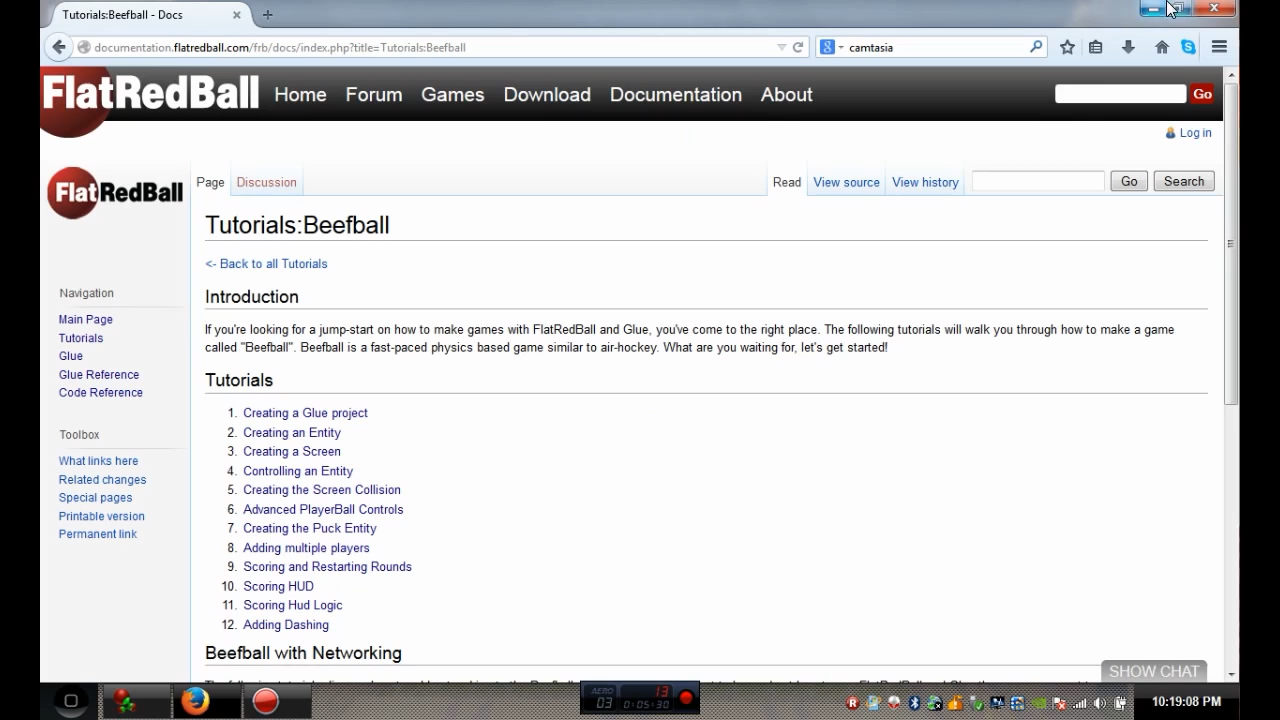 Tutorials:Beefball - Docs
documentation.flatredball.com/frb/docs/index.php?title=Tutorials:Beefball
camtasia
FlatRedBall Home Forum Games Download Documentation About
Go
Log in
FlatRedBall
Page Discussion Read View source View history Go Search
Tutorials:Beefball
<- Back to all Tutorials
Navigation
Main Page
Tutorials
Glue
Glue Reference
Code Reference
Toolbox
What links here
Related changes
Special pages
Printable version
Permanent link
Introduction
If you're looking for a jump-start on how to make games with FlatRedBall and Glue, you've come to the right place. The following tutorials will walk you through how to make a game
called "Beefball". Beefball is a fast-paced physics based game similar to air-hockey. What are you waiting for, let's get started!
Tutorials
1. Creating a Glue project
2. Creating an Entity
3. Creating a Screen
4. Controlling an Entity
5. Creating the Screen Collision
6. Advanced PlayerBall Controls
7. Creating the Puck Entity
8. Adding multiple players
9. Scoring and Restarting Rounds
10. Scoring HUD
11. Scoring Hud Logic
12. Adding Dashing
Beefball with Networking
SHOW CHAT
AERO
03
13
0:05:30
10:19:08 PM